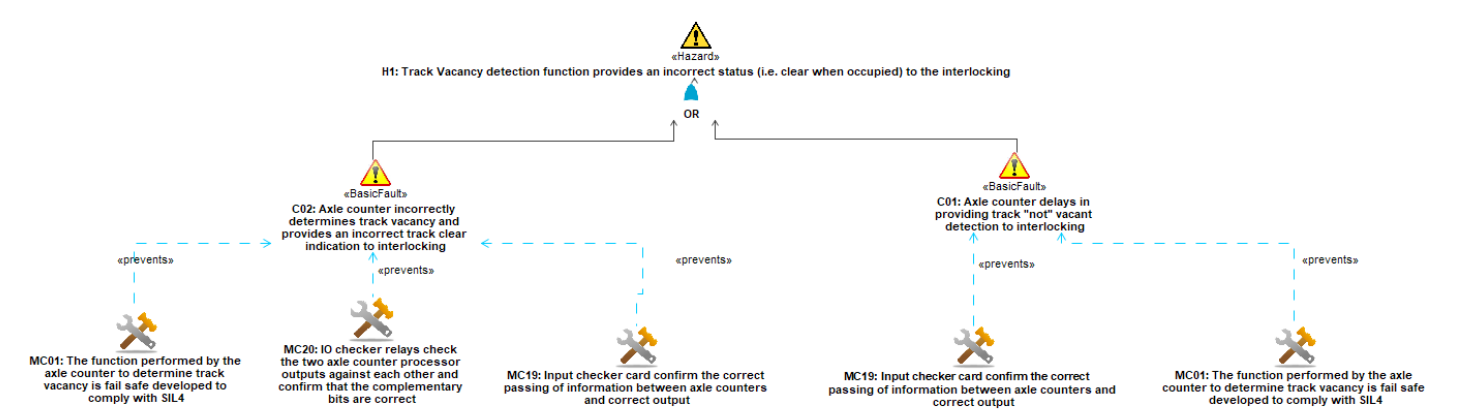 «Hazard»
H1: Track Vacancy detection function provides an incorrect status (i.e. clear when occupied) to the interlocking
OR
«BasicFault»
C02: Axle counter incorrectly
determines track vacancy and
provides an incorrect track clear
indication to interlocking
«BasicFault»
C01: Axle counter delays in
providing track "not" vacant
detection to interlocking
«prevents»
«prevents»
«prevents»
«prevents»
«prevents»
MC01: The function performed by the
axle counter to determine track
vacancy is fail safe developed to
comply with SIL4
MC20: IO checker relays check
the two axle counter processor
outputs against each other and
confirm that the complementary
bits are correct
MC19: Input checker card confirm the correct
passing of information between axle counters
and correct output
MC19: Input checker card confirm the correct
passing of information between axle counters and
correct output
MC01: The function performed by the axle
counter to determine track vacancy is fail safe
developed to comply with SIL4